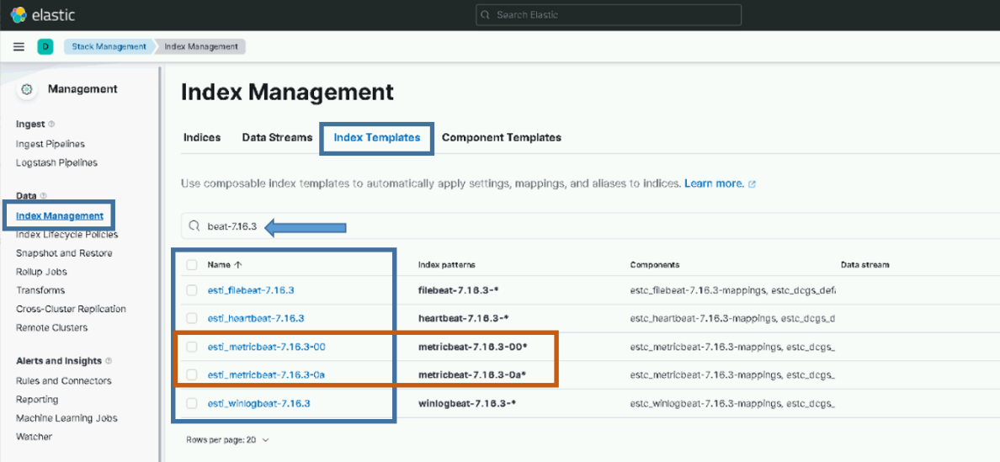 elastic
Search Elastic
D Stack Management Index Management
Management
Ingest
Ingest Pipelines
Logstash Pipelines
Data
Index Management
Index Lifecycle Policies
Snapshot and Restore
Rollup Jobs
Transforms
Cross-Cluster Replication
Remote Clusters
Alerts and Insights
Rules and Connectors
Reporting
Machine Learning Jobs
Watcher
Index Management
Indices Data Streams Index Templates Component Templates
Use composable index templates to automatically apply settings, mappings, and aliases to indices. Learn more.
beat-7.16.3
Name Index patterns Components Data stream
esti_filebeat-7.16.3 filebeat-7.16.3-* estc_filebeat-7.16.3-mappings, estc_dcgs_defa
esti_heartbeat-7.16.3 heartbeat-7.16.3-* estc_heartbeat-7.16.3-mappings, estc_dcgs_d
esti_metricbeat-7.16.3-00 metricbeat-7.16.3-00* estc_metricbeat-7.16.3-mappings, estc_dcgs_
esti_metricbeat-7.16.3-0a metricbeat-7.16.3-0a* estc_metricbeat-7.16.3-mappings, estc_dcgs_
esti_winlogbeat-7.16.3 winlogbeat-7.16.3-* estc_winlogbeat-7.16.3-mappings, estc_dcgs_
Rows per page: 20